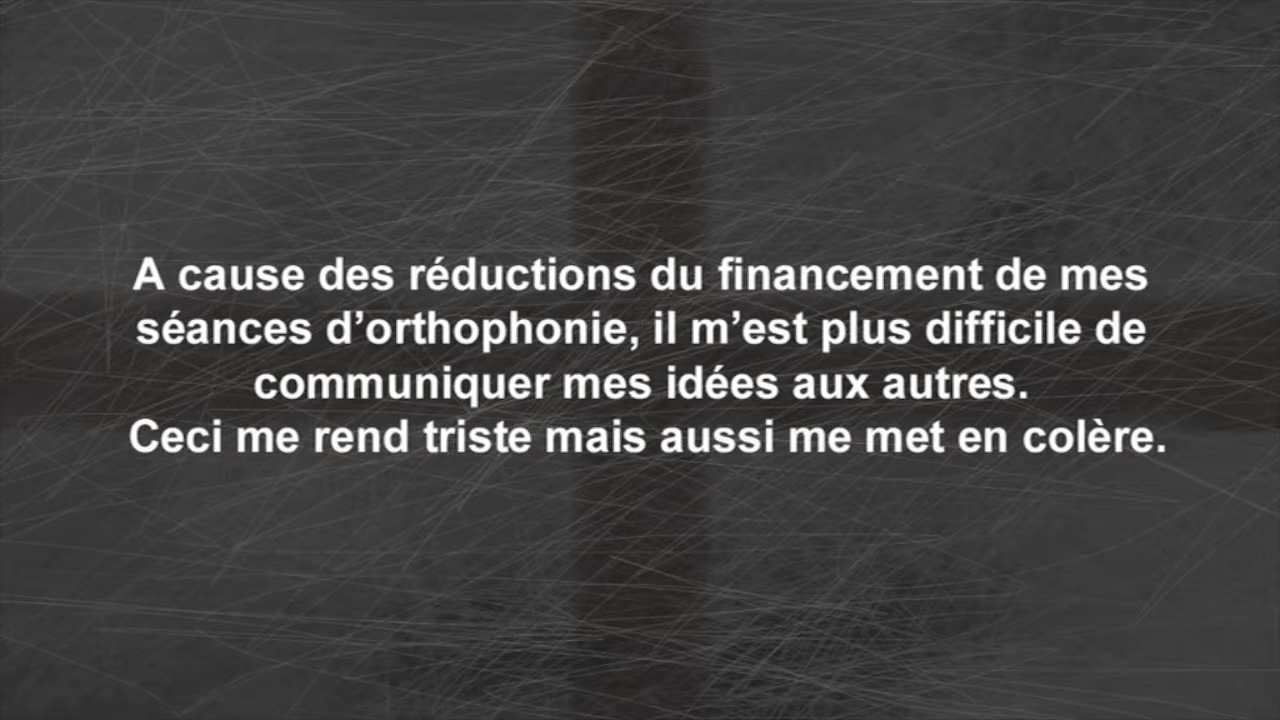 A cause des réductions du financement de mes
séances d’orthophonie, il m’est plus difficile de
communiquer mes idées aux autres.
Ceci me rend triste mais aussi me met en colère.